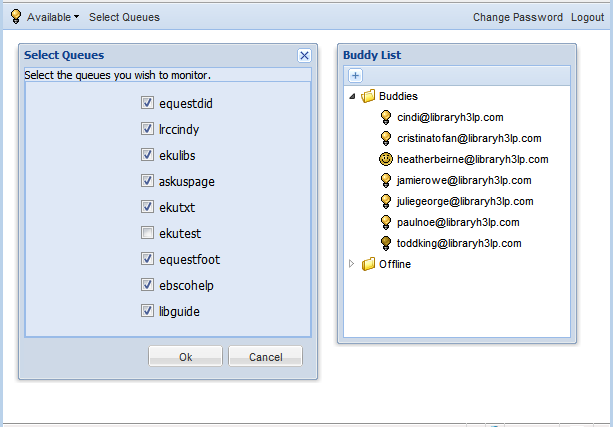 Available Select Queues Change Password Logout
Select Queues
Select the queues you wish to monitor.
equestdid
lrccindy
ekulibs
askuspage
ekutxt
ekutest
equestfoot
ebscohelp
libguide
Ok Cancel
Buddy List
Buddies
cindi@libraryh3lp.com
cristinatofan@libraryh3lp.com
heatherbeirne@libraryh3lp.com
jamierowe@libraryh3lp.com
juliegeorge@libraryh3lp.com
paulnoe@libraryh3lp.com
toddking@libraryh3lp.com
Offline